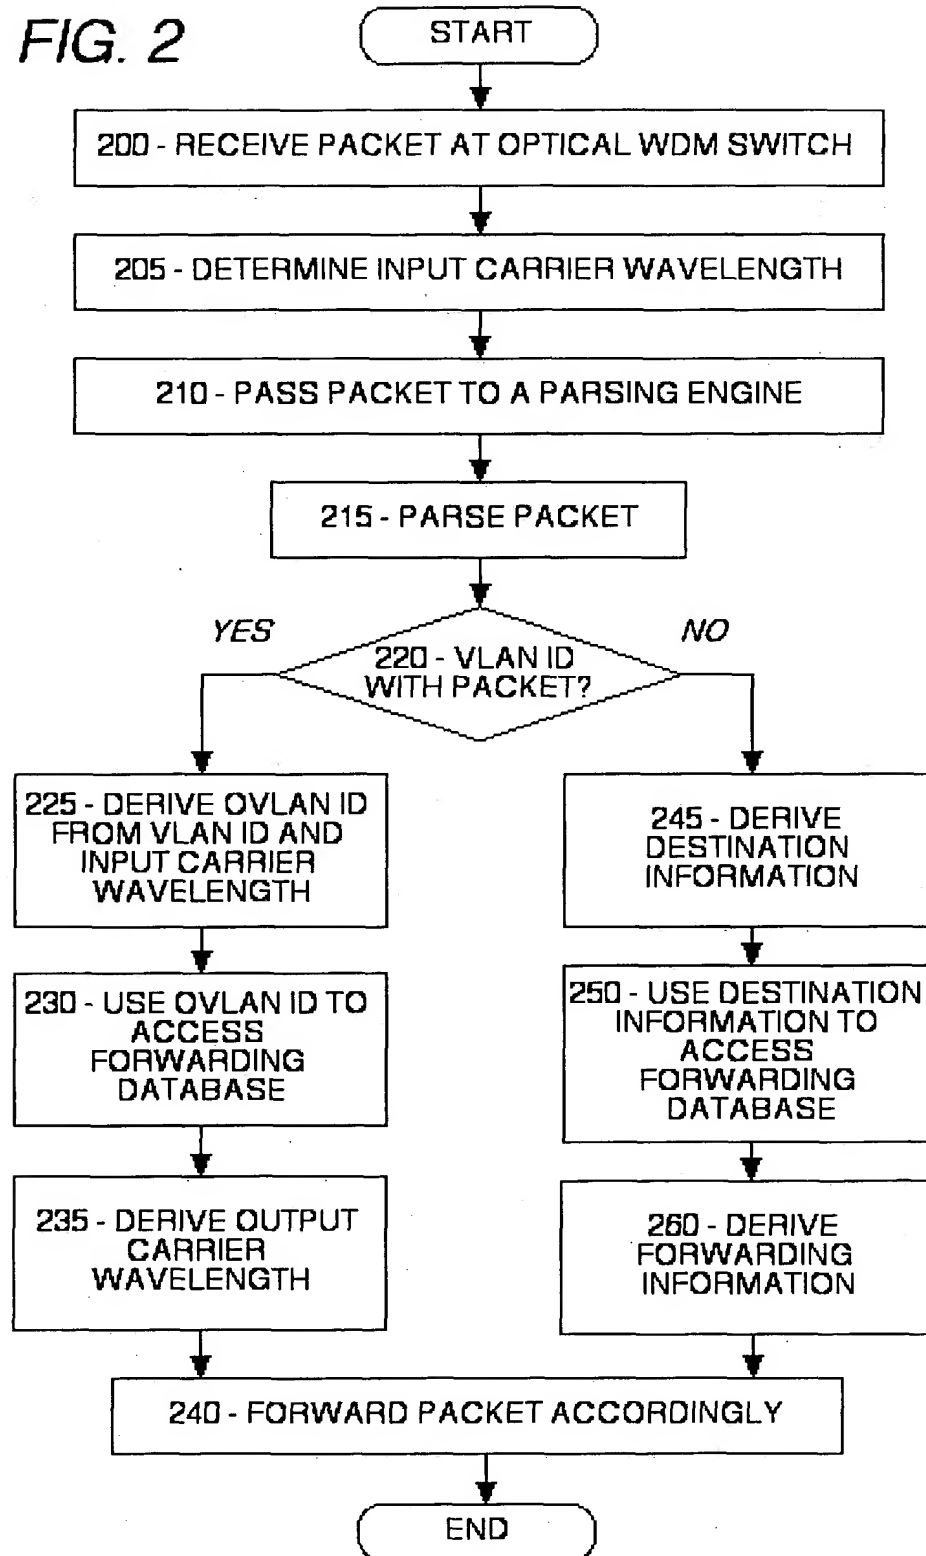 FIG. 2
START
200 - RECEIVE PACKET AT OPTICAL WDM SWITCH
205 - DETERMINE INPUT CARRIER WAVELENGTH
210 - PASS PACKET TO A PARSING ENGINE
215 - PARSE PACKET
YES
NO
220 - VLAN ID
WITH PACKET?
225 - DERIVE OVLAN ID
FROM VLAN ID AND
INPUT CARRIER
WAVELENGTH
230 - USE OVLAN ID TO
ACCESS
FORWARDING
DATABASE
235 - DERIVE OUTPUT
CARRIER
WAVELENGTH
245 - DERIVE
DESTINATION
INFORMATION
250 - USE DESTINATION
INFORMATION TO
ACCESS
FORWARDING
DATABASE
260 - DERIVE
FORWARDING
INFORMATION
240 - FORWARD PACKET ACCORDINGLY
END